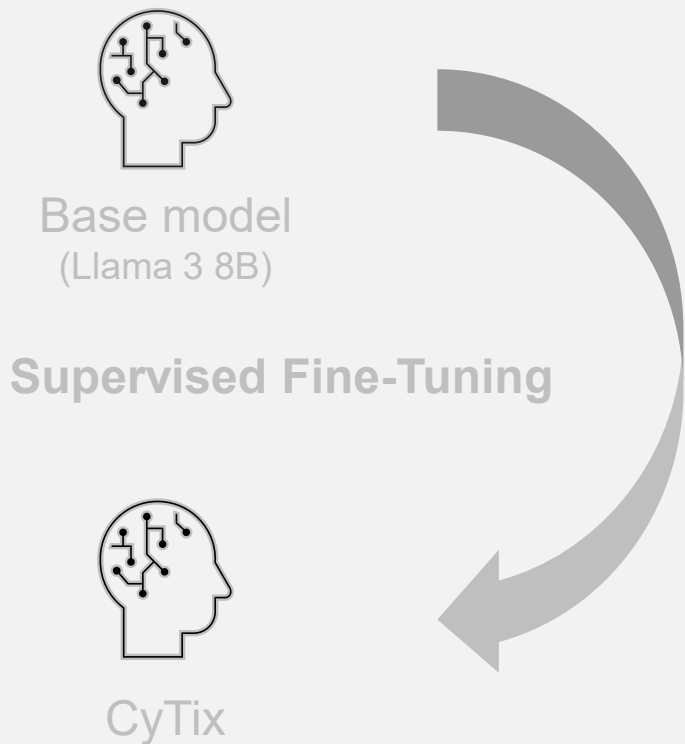 Base model
(Llama 3 8B)
Supervised Fine-Tuning
CyTix